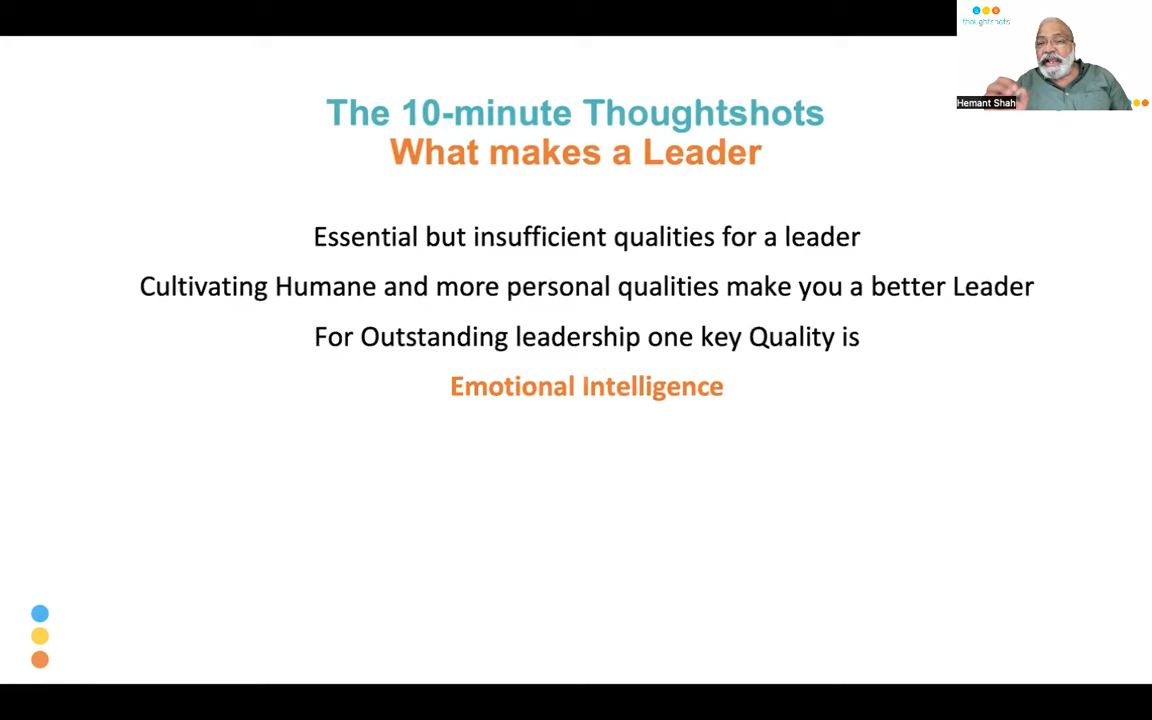 thoughtshots
Hemant Shah
The 10-minute Thoughtshots
What makes a Leader
Essential but insufficient qualities for a leader
Cultivating Humane and more personal qualities make you a better Leader
For Outstanding leadership one key Quality is
Emotional Intelligence